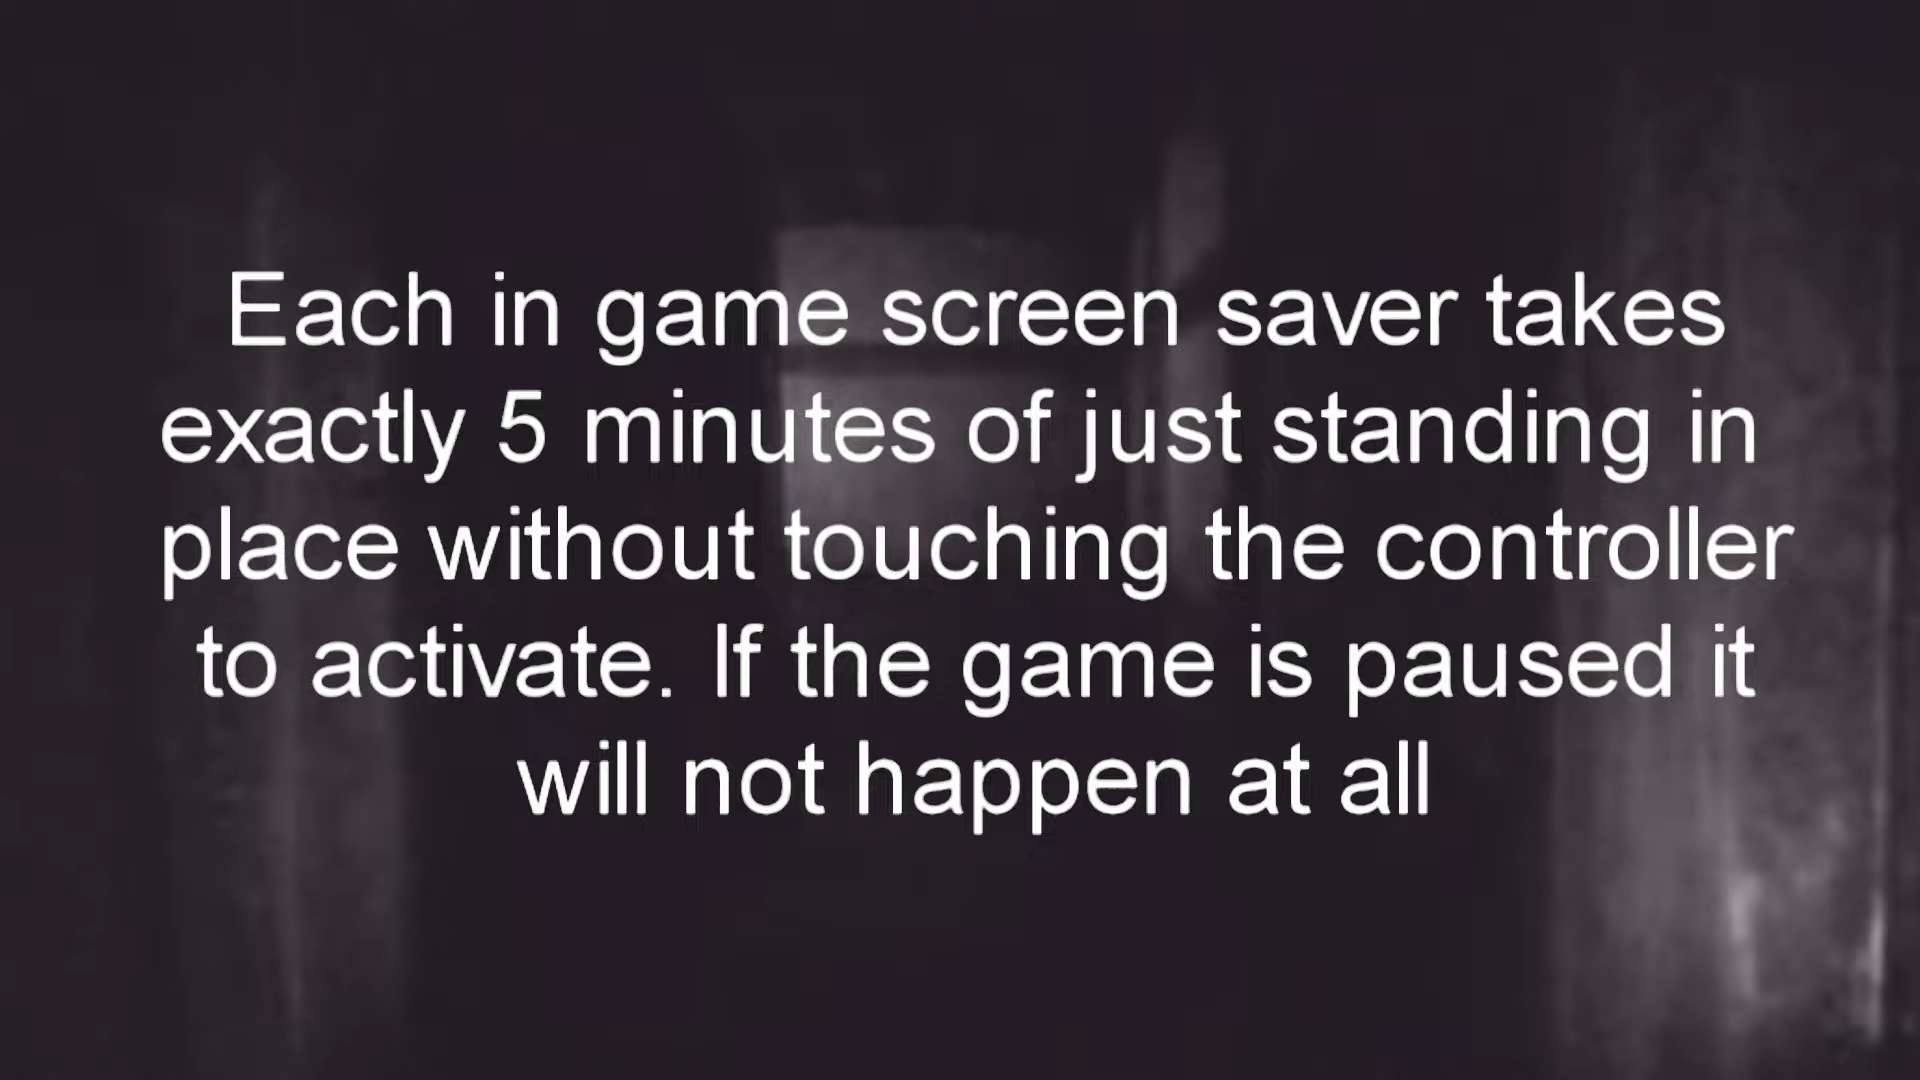 Each in game screen saver takes
exactly 5 minutes of just standing in
place without touching the controller
to activate. If the game is paused it
will not happen at all